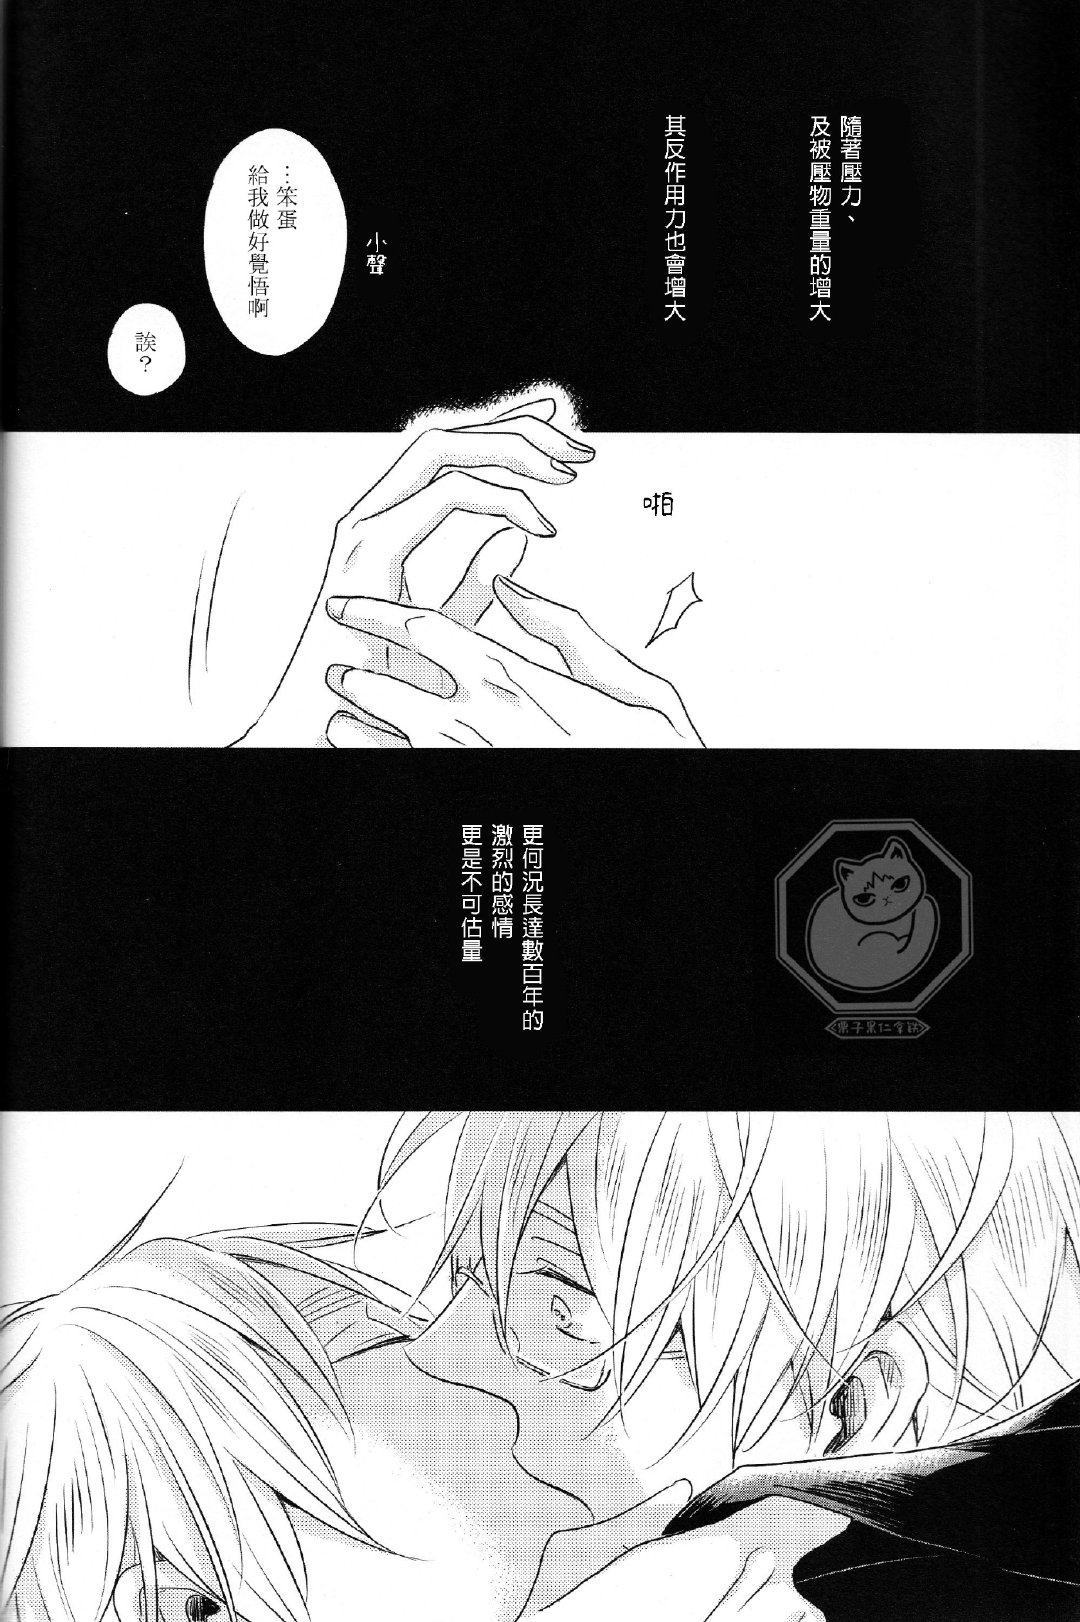 隨著壓力、
及被壓物重量的增大
其反作用力也會增大
小聲
…笨蛋
給我做好覺悟啊
誒？
啪
更何況長達數百年的
激烈的感情
更是不可估量
栗子果仁拿鉄